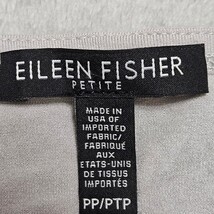 EILEEN FISHER
PETITE
MADE IN
USA OF
IMPORTED
FABRIC/
FABRIQUÉ
AUX
ETATS-UNIS
DE TISSUS
IMPORTÉS
PP/PTP